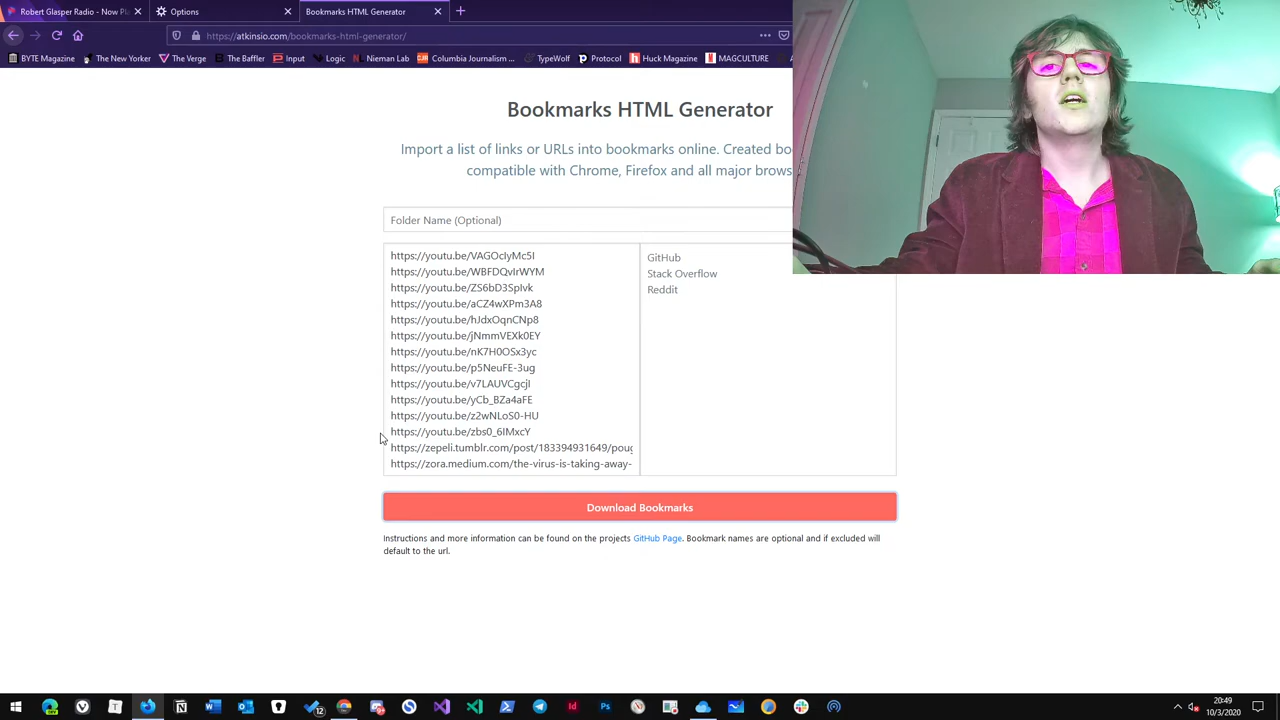 Robert Glasper Radio - Now Pla
Options
Bookmarks HTML Generator
https://atkinsio.com/bookmarks-html-generator/
BYTE Magazine
The New Yorker
The Verge
The Baffler
Input
Logic
Nieman Lab
Columbia Journalism ...
TypeWolf
Protocol
Huck Magazine
MAGCULTURE
Bookmarks HTML Generator
Import a list of links or URLs into bookmarks online. Created
compatible with Chrome, Firefox and all major
Folder Name (Optional)
https://youtu.be/VAGOcIyMc5I
https://youtu.be/WBFDQvIrWYM
https://youtu.be/ZS6bD3SpIvk
https://youtu.be/aCZ4wXPm3A8
https://youtu.be/hJdxOqnCNp8
https://youtu.be/jNmmVEXk0EY
https://youtu.be/nK7H0OSx3yc
https://youtu.be/p5NeuFE-3ug
https://youtu.be/v7LAUVCgcjI
https://youtu.be/yCb_BZa4aFE
https://youtu.be/z2wNLoS0-HU
https://youtu.be/zbs0_6IMxcY
https://zepeli.tumblr.com/post/183394931649/poug
https://zora.medium.com/the-virus-is-taking-away-
GitHub
Stack Overflow
Reddit
Download Bookmarks
Instructions and more information can be found on the projects GitHub Page. Bookmark names are optional and if excluded will
default to the url.
12
20:49
10/3/2020